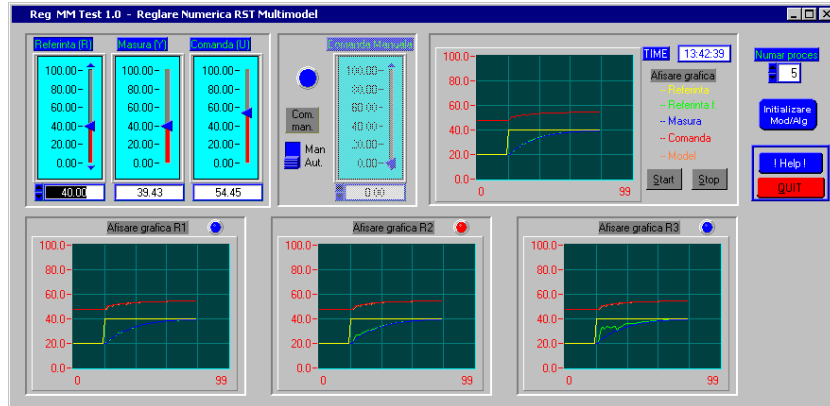 Reg MM Test 1.0 - Reglare Numerica RST Multimodel
Referinta (R)
100.00
80.00
60.00
40.00
20.00
0.00
40.00
Masura (Y)
100.00
80.00
60.00
40.00
20.00
0.00
39.43
Comanda (U)
100.00
80.00
60.00
40.00
20.00
0.00
54.45
Comanda Manuala
Com.
man.
Man
Aut.
100.00
80.00
60.00
40.00
20.00
0.00
0.00
100.0
80.0
60.0
40.0
20.0
0.0
0 99
TIME 13:42:39
Afisare grafica
-- Referinta
-- Referinta f.
-- Masura
-- Comanda
-- Model
Start Stop
Numar proces
5
Initializare
Mod/Alg
! Help !
QUIT
Afisare grafica R1
100.0
80.0
60.0
40.0
20.0
0.0
0 99
Afisare grafica R2
100.0
80.0
60.0
40.0
20.0
0.0
0 99
Afisare grafica R3
100.0
80.0
60.0
40.0
20.0
0.0
0 99